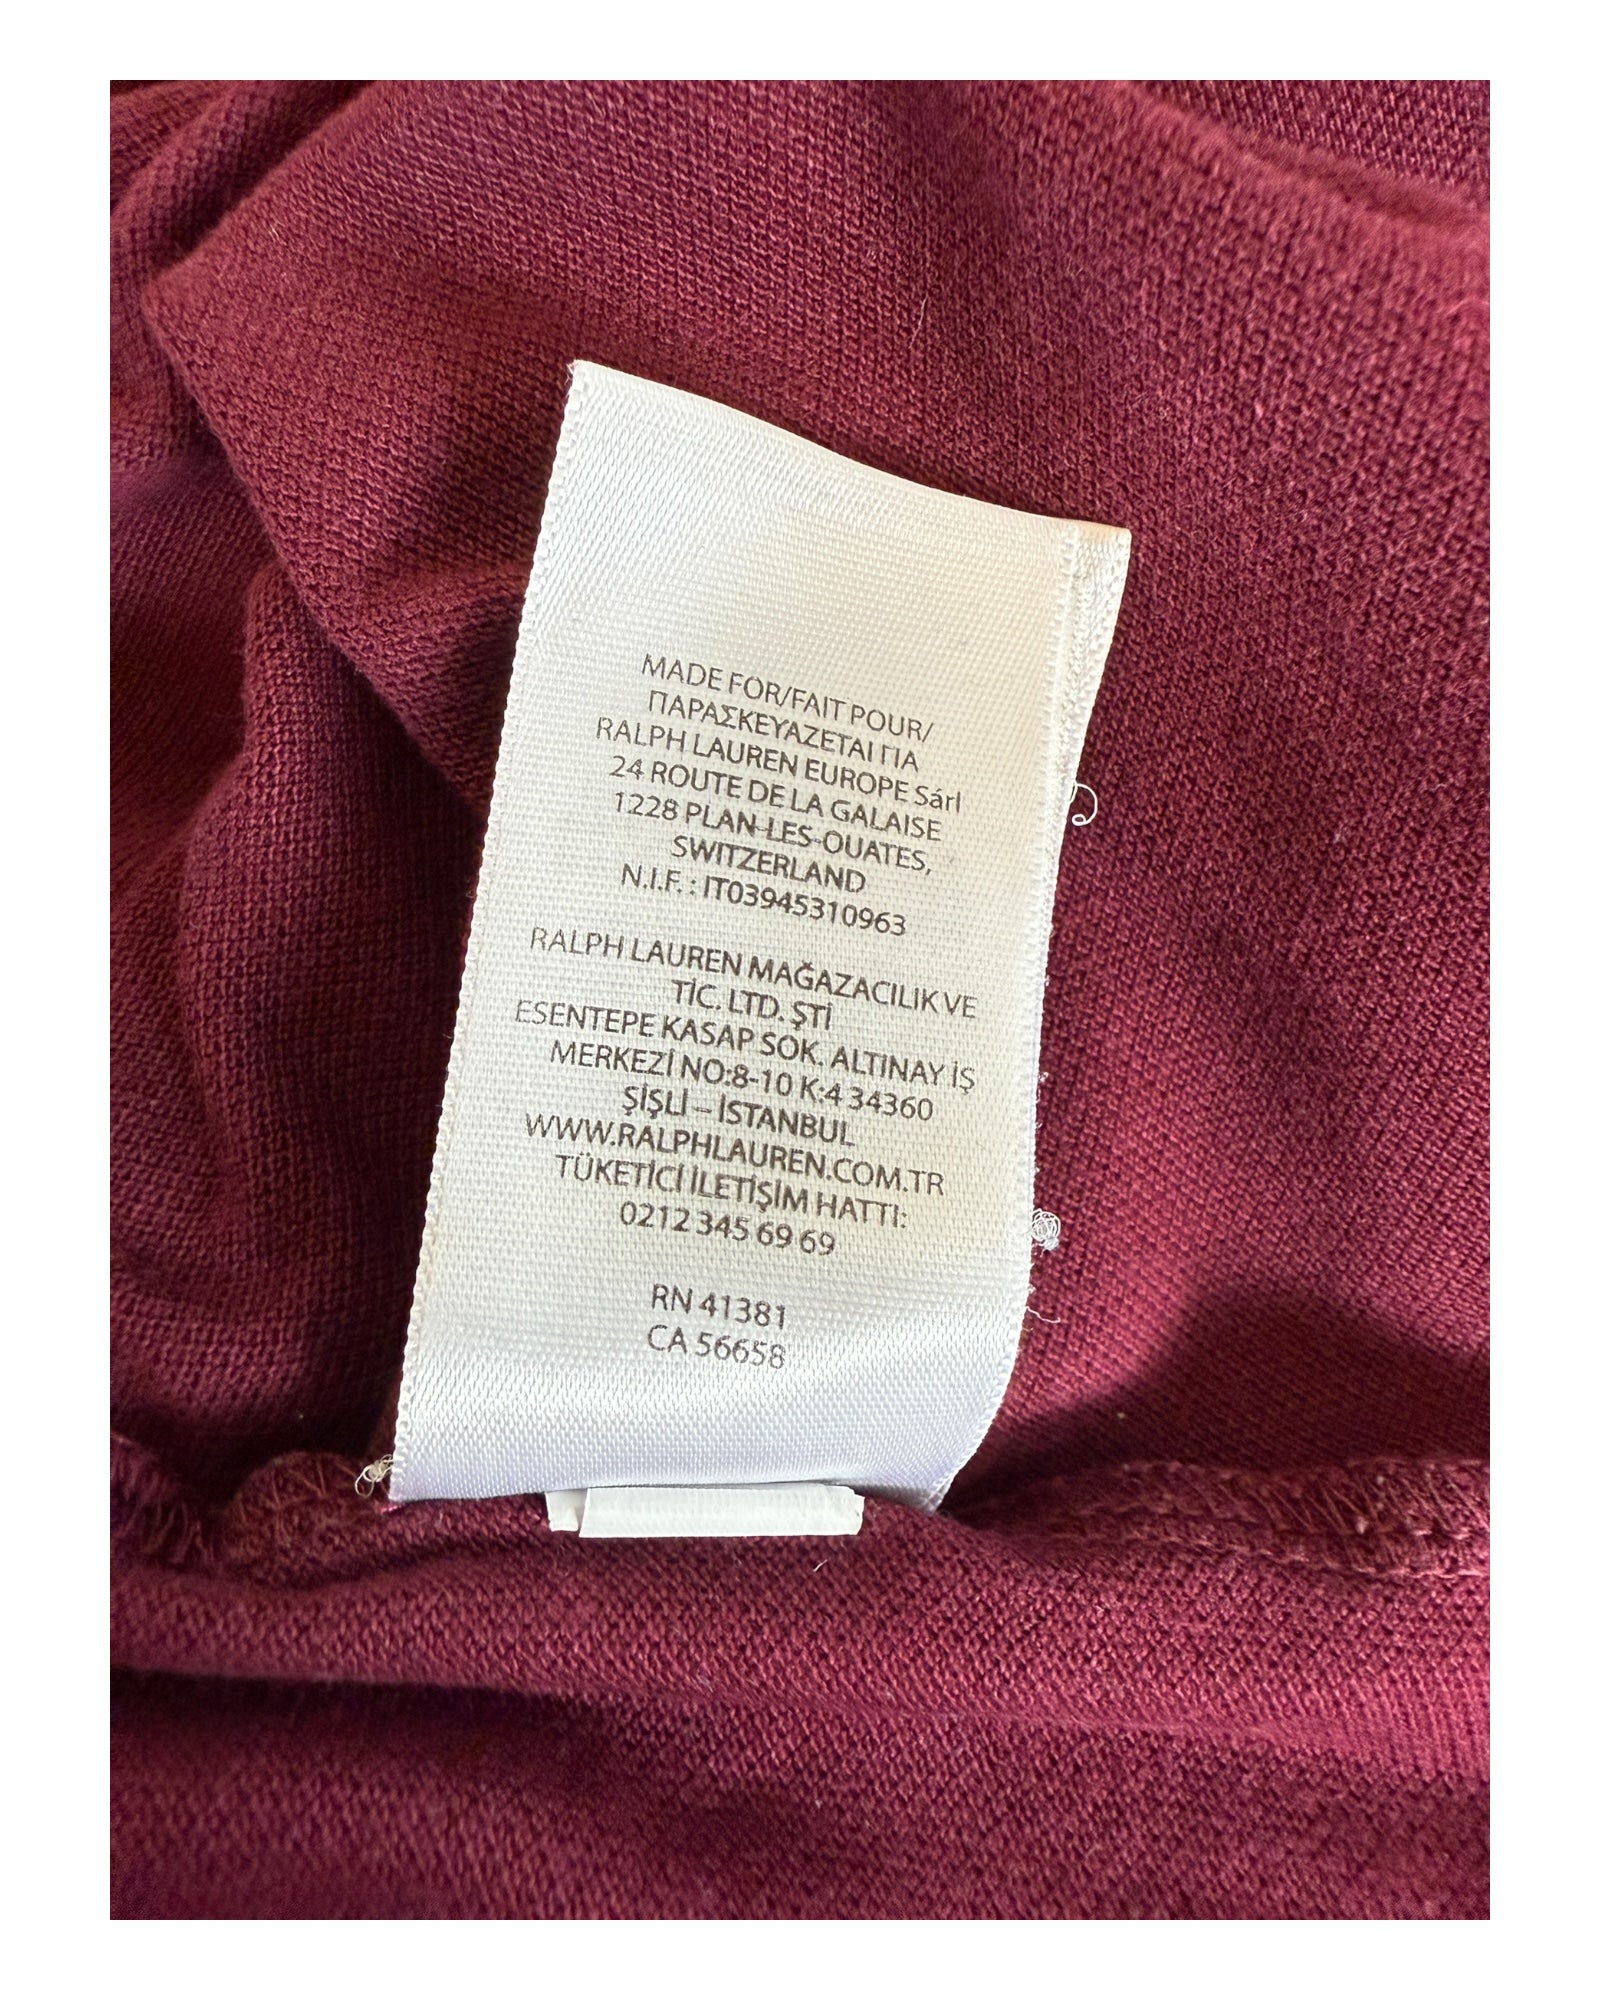 MADE FOR/FAIT POUR/
ΠΑΡΑΣΚΕΥΑΖΕΤΑΙ ΓΙΑ
RALPH LAUREN EUROPE Sárl
24 ROUTE DE LA GALAISE
1228 PLAN-LES-OUATES,
SWITZERLAND
N.I.F. : IT03945310963
RALPH LAUREN MAĞAZACILIK VE
TİC. LTD. ŞTİ
ESENTEPE KASAP SOK. ALTINAY İŞ
MERKEZİ NO:8-10 K:4 34360
ŞİŞLİ – İSTANBUL
WWW.RALPHLAUREN.COM.TR
TÜKETİCİ İLETİŞİM HATTI:
0212 345 69 69
RN 41381
CA 56658